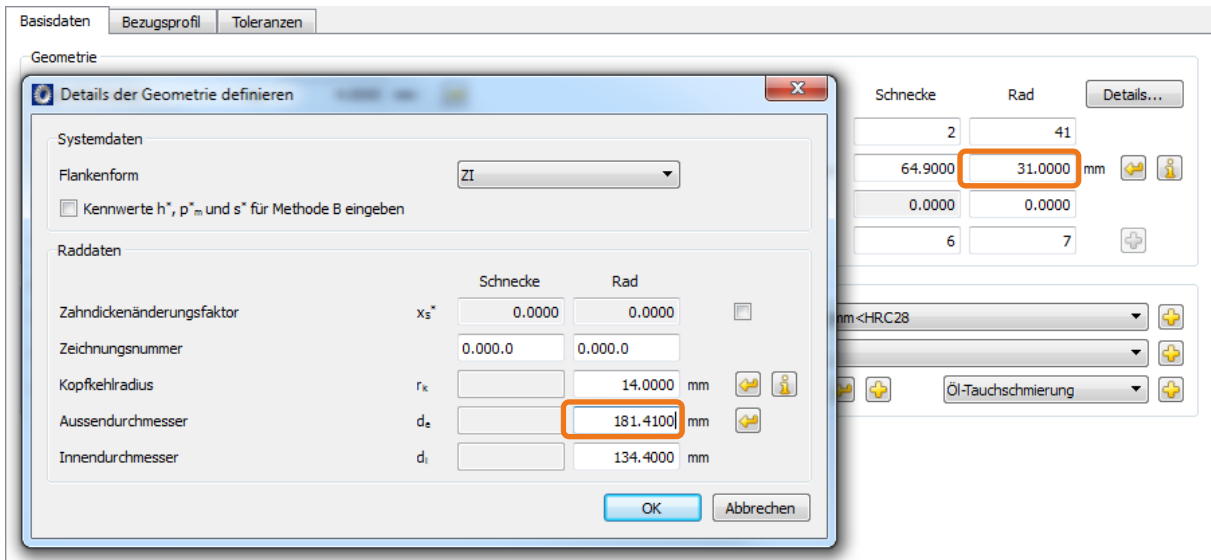 Basisdaten Bezugsprofil Toleranzen
Geometrie
Details der Geometrie definieren x
Schnecke Rad Details...
Systemdaten
2 41
Flankenform ZI
64.9000 31.0000 mm
Kennwerte h*, p*m und s* für Methode B eingeben
0.0000 0.0000
6 7
Raddaten
Schnecke Rad
Zahndickenänderungsfaktor xs* 0.0000 0.0000
mm<HRC28
Zeichnungsnummer 0.000.0 0.000.0
Kopfkehlradius rk 14.0000 mm
Öl-Tauchschmierung
Aussendurchmesser de 181.4100 mm
Innendurchmesser di 134.4000 mm
OK Abbrechen